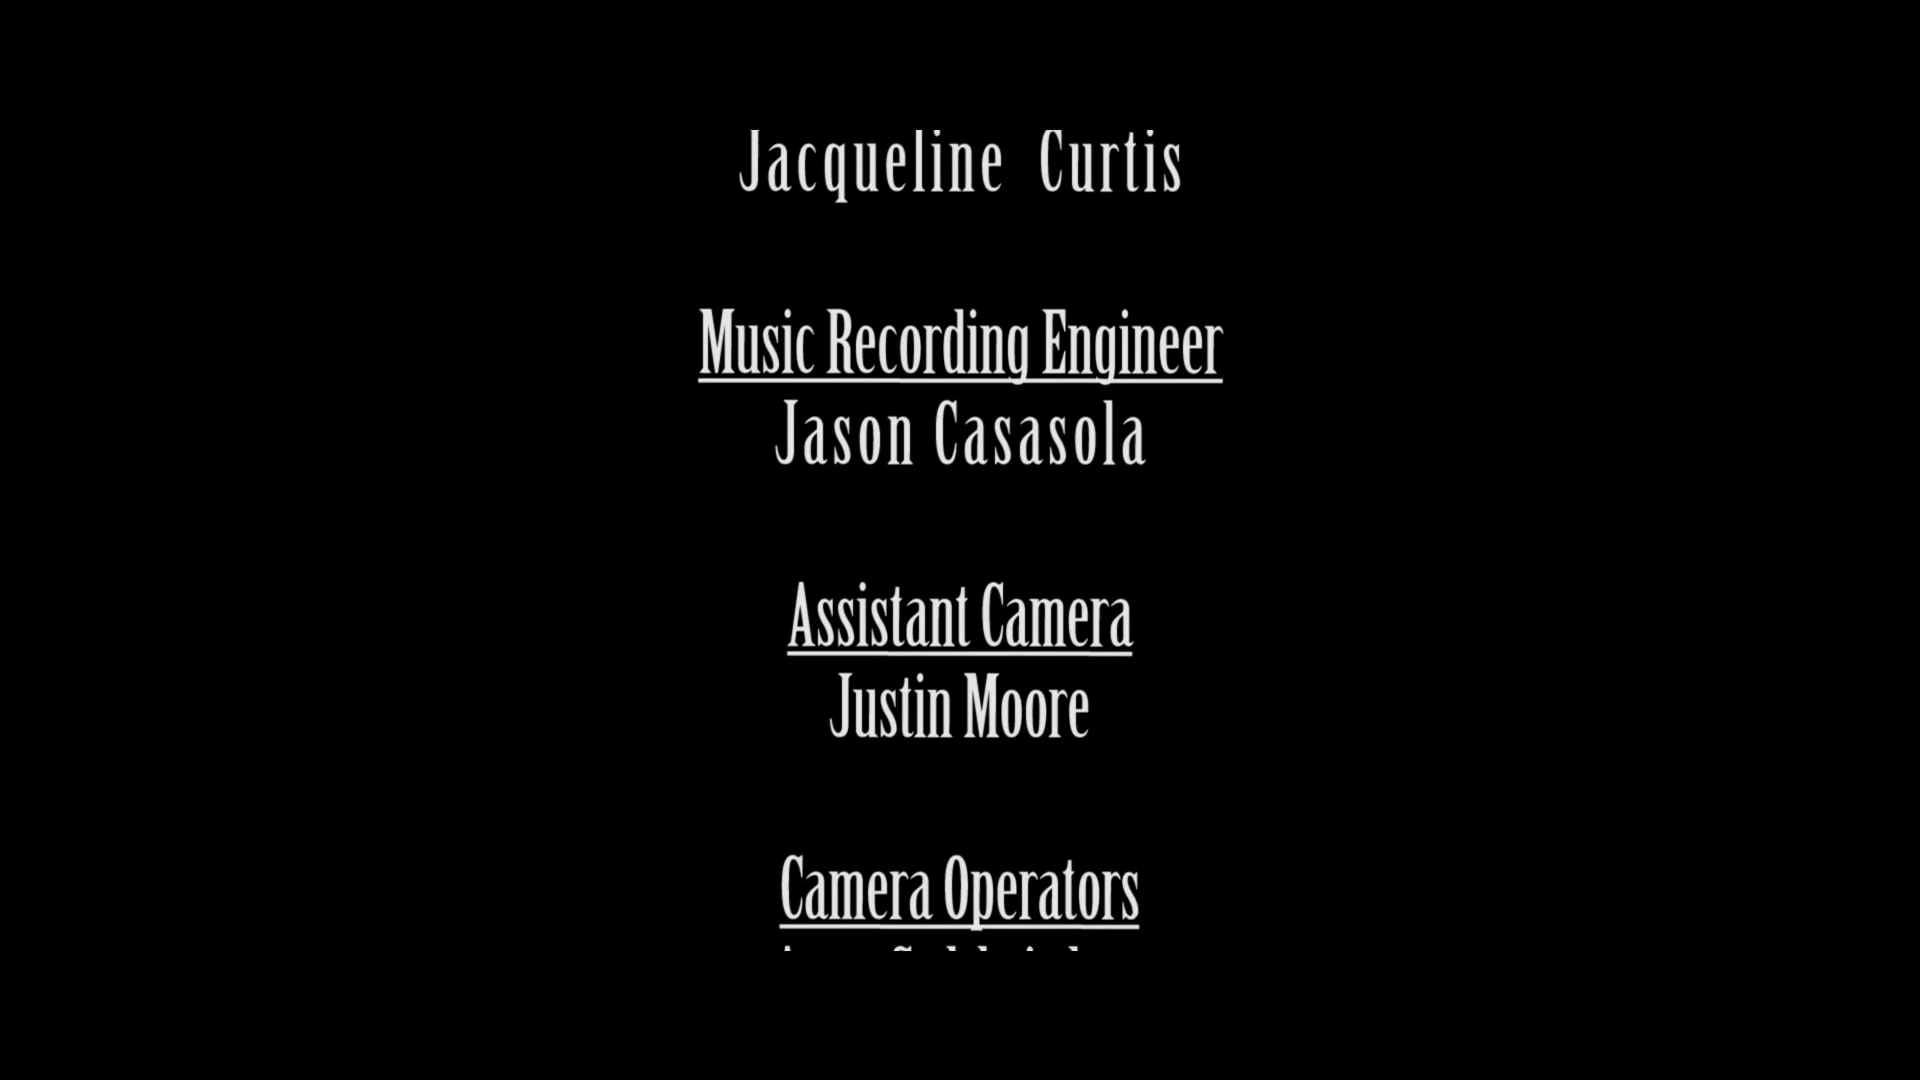 Jacqueline Curtis
Music Recording Engineer
Jason Casasola
Assistant Camera
Justin Moore
Camera Operators